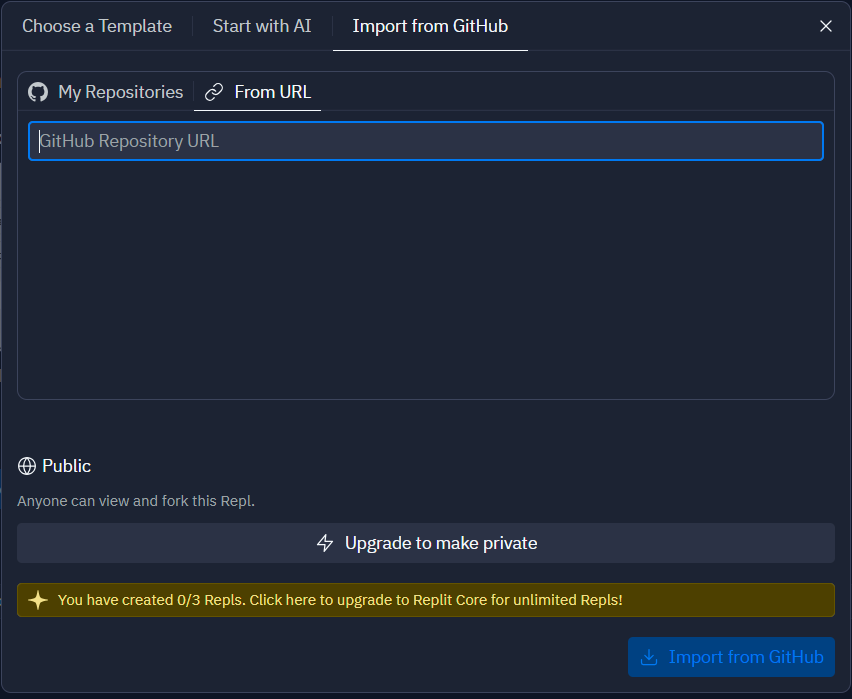 Choose a Template Start with AI Import from GitHub
My Repositories From URL
GitHub Repository URL
Public
Anyone can view and fork this Repl.
Upgrade to make private
You have created 0/3 Repls. Click here to upgrade to Replit Core for unlimited Repls!
Import from GitHub